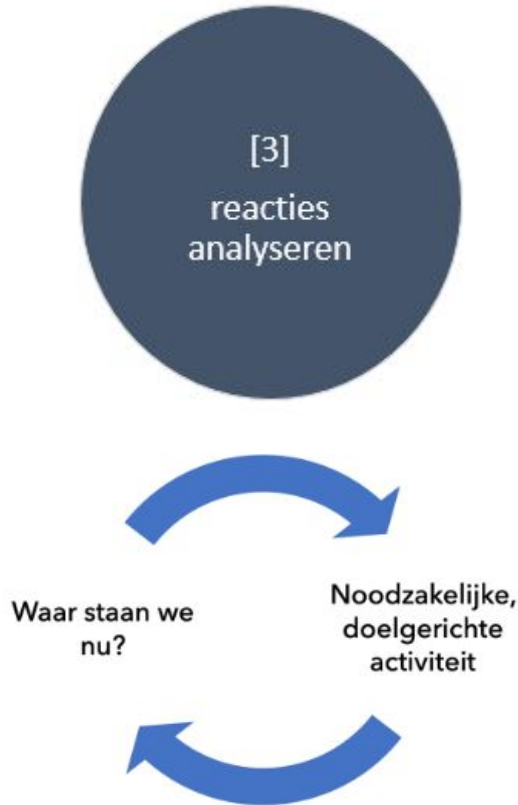 [3]
reacties
analyseren
Waar staan we
nu?
Noodzakelijke,
doelgerichte
activiteit